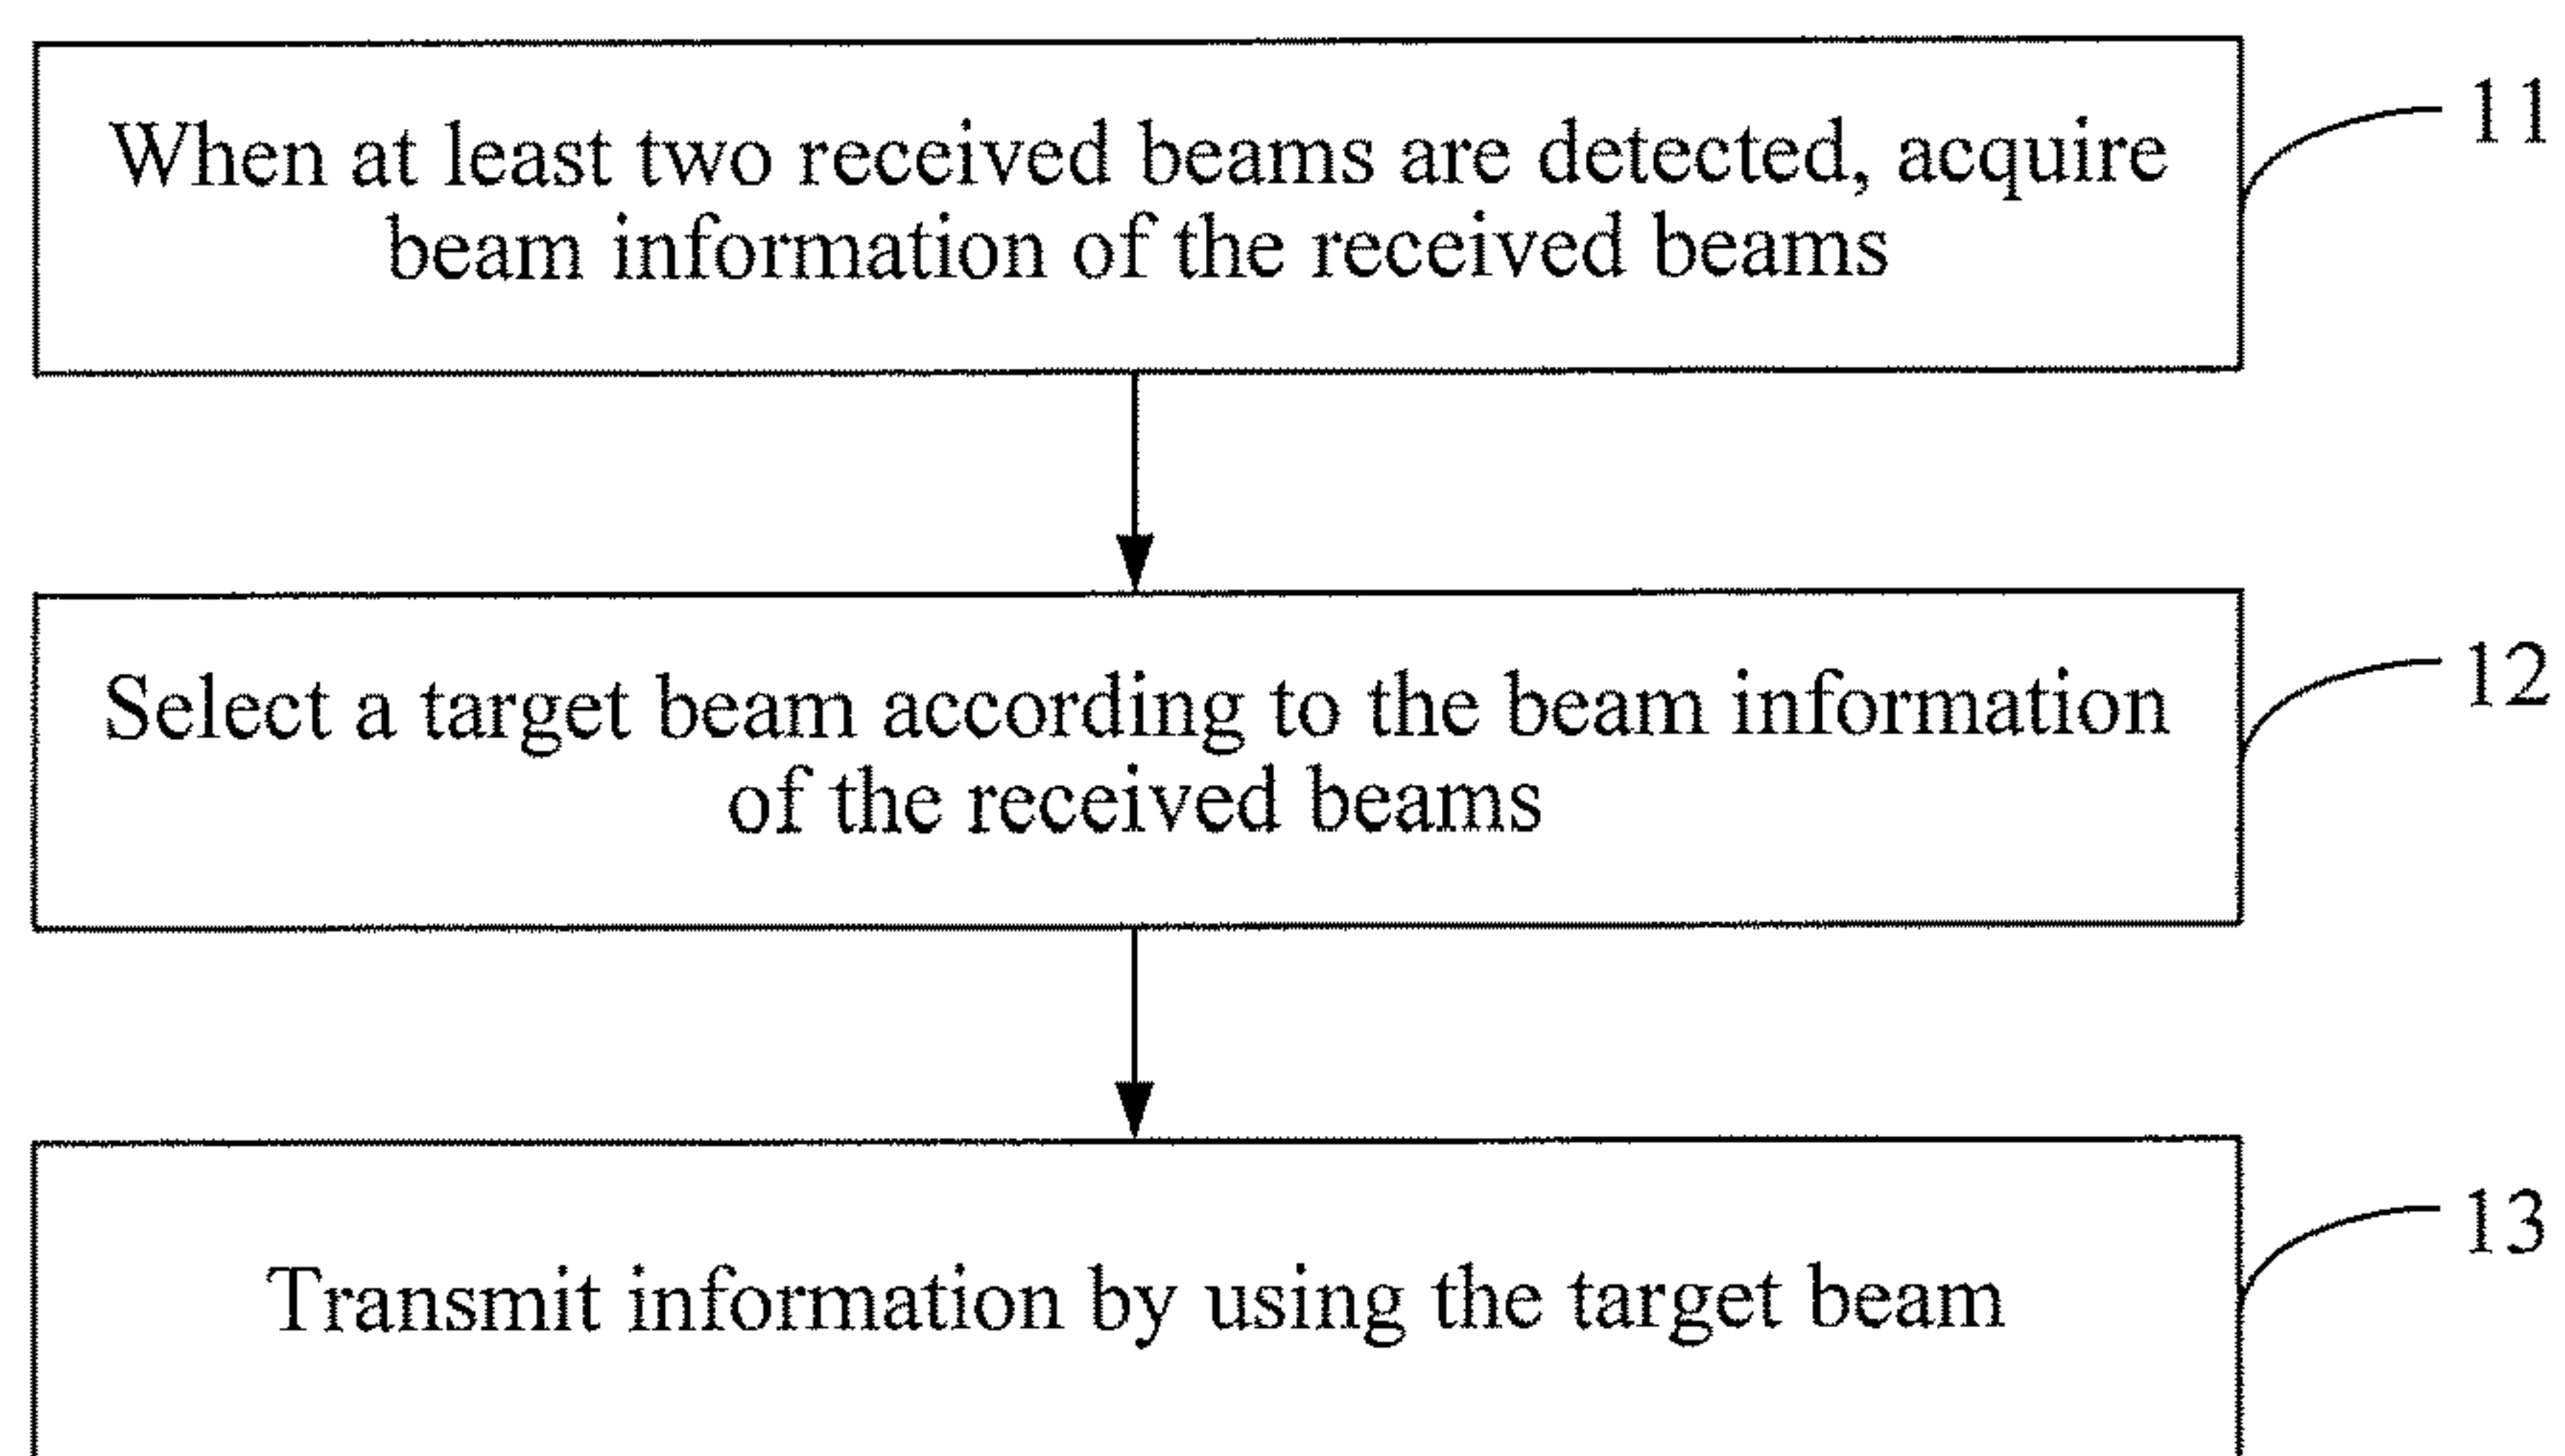 When at least two received beams are detected, acquire
beam information of the received beams
11
Select a target beam according to the beam information
of the received beams
12
Transmit information by using the target beam
13